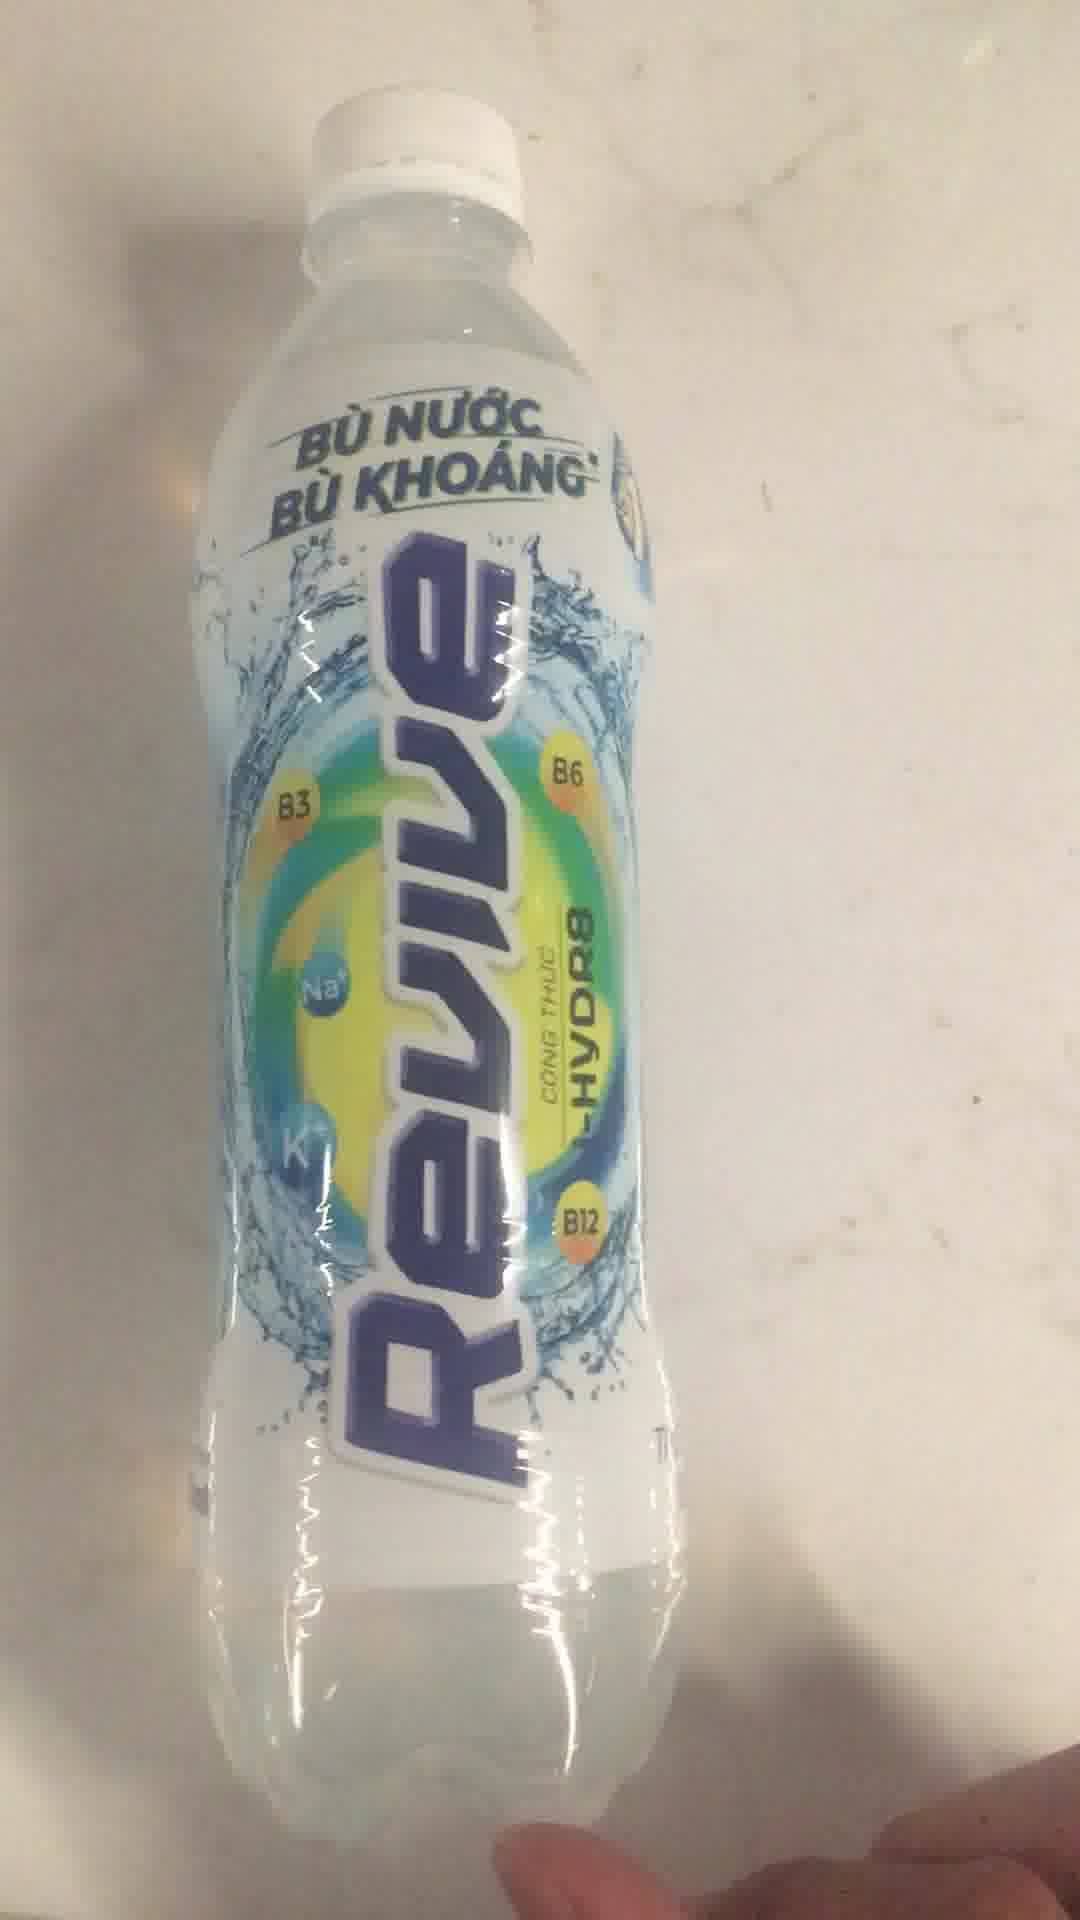 BÙ NƯỚC
BÙ KHOÁNG*
Revive
B3
B6
Na+
K+
CÔNG THỨC
I-HYDR8
B12